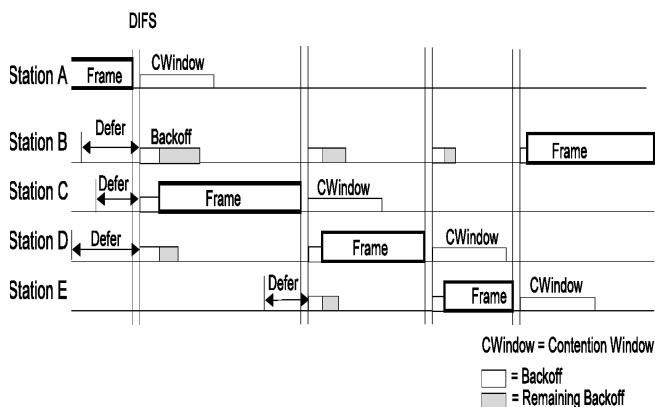 DIFS
Station A
Frame
CWindow
Station B
Defer
Backoff
Frame
Station C
Defer
Frame
CWindow
Station D
Defer
Frame
CWindow
Station E
Defer
Frame
CWindow
CWindow = Contention Window
= Backoff
= Remaining Backoff